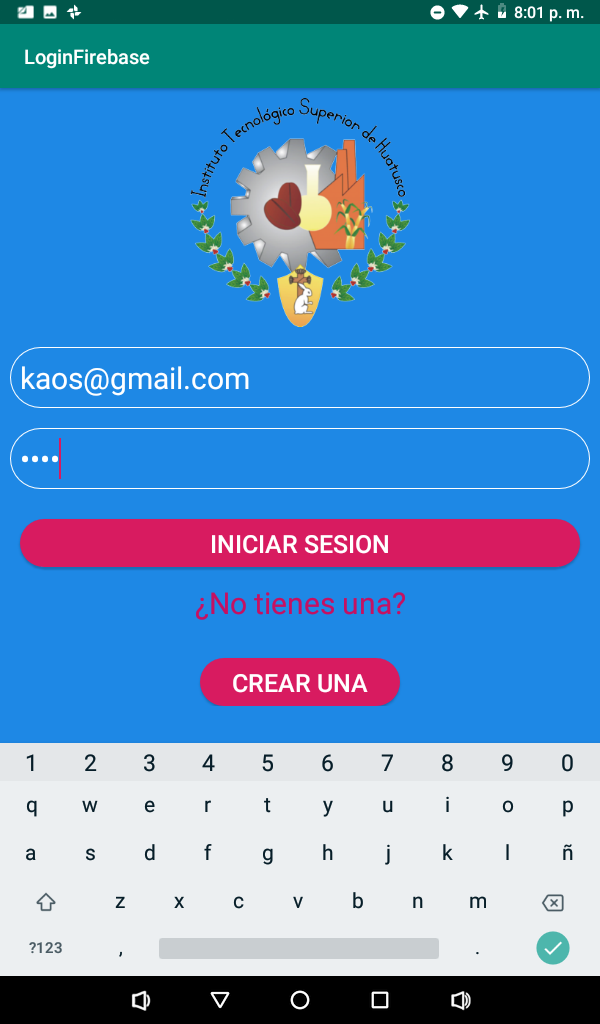 8:01 p. m.
LoginFirebase
Instituto Tecnológico Superior de Huatusco
kaos@gmail.com
••••
INICIAR SESION
¿No tienes una?
CREAR UNA
1 2 3 4 5 6 7 8 9 0
q w e r t y u i o p
a s d f g h j k l ñ
z x c v b n m
?123 , .